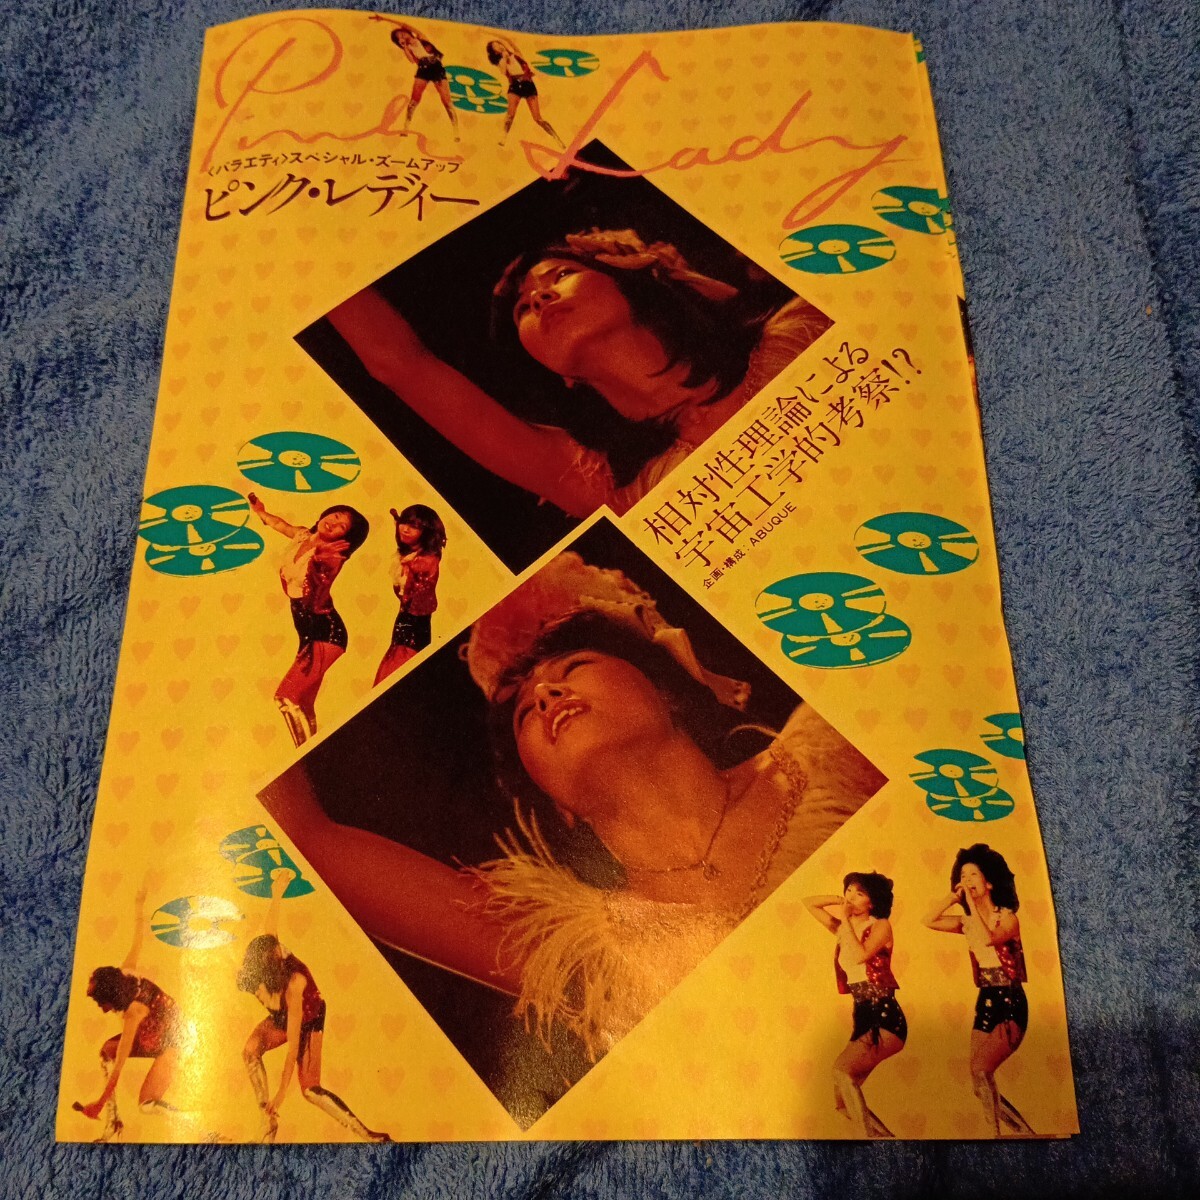 Pink Lady
〈バラエティ〉スペシャル・ズームアップ
ピンク・レディー
相対性理論による
宇宙工学的考察!?
企画・構成：ABUQUE